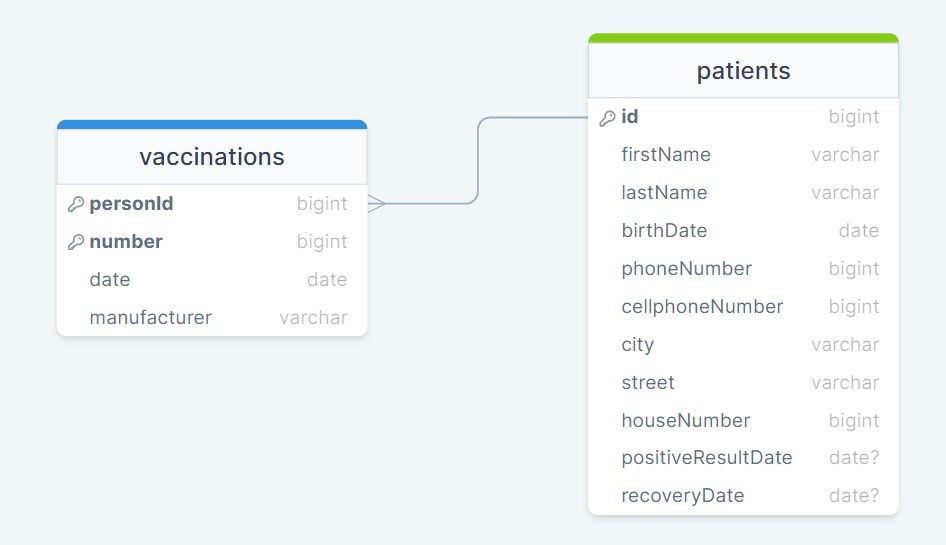 vaccinations
personId bigint
number bigint
date date
manufacturer varchar
patients
id bigint
firstName varchar
lastName varchar
birthDate date
phoneNumber bigint
cellphoneNumber bigint
city varchar
street varchar
houseNumber bigint
positiveResultDate date?
recoveryDate date?